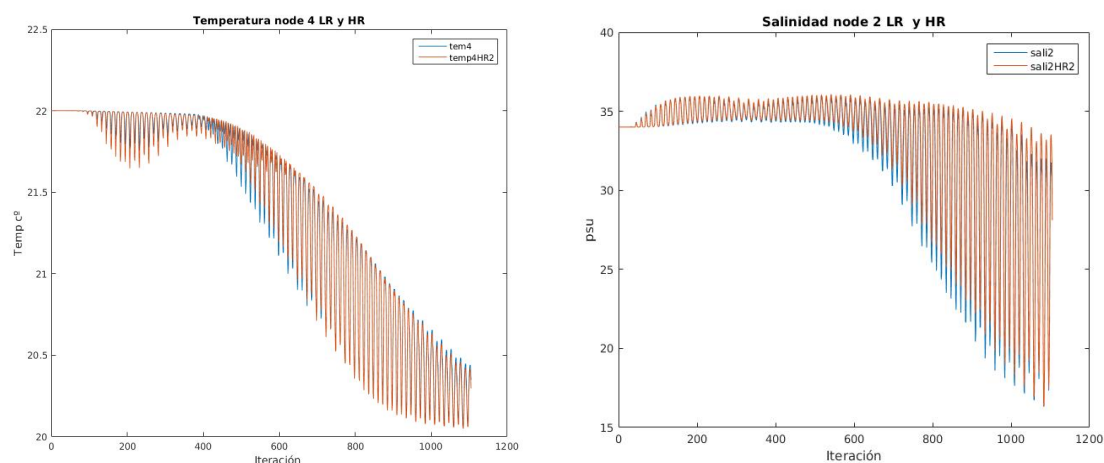 Temperatura node 4 LR y HR
22.5
22
21.5
21
20.5
20
Temp cº
0
200
400
600
800
1000
1200
Iteración
tem4
temp4HR2
Salinidad node 2 LR y HR
40
35
30
25
20
15
psu
0
200
400
600
800
1000
1200
Iteración
sali2
sali2HR2